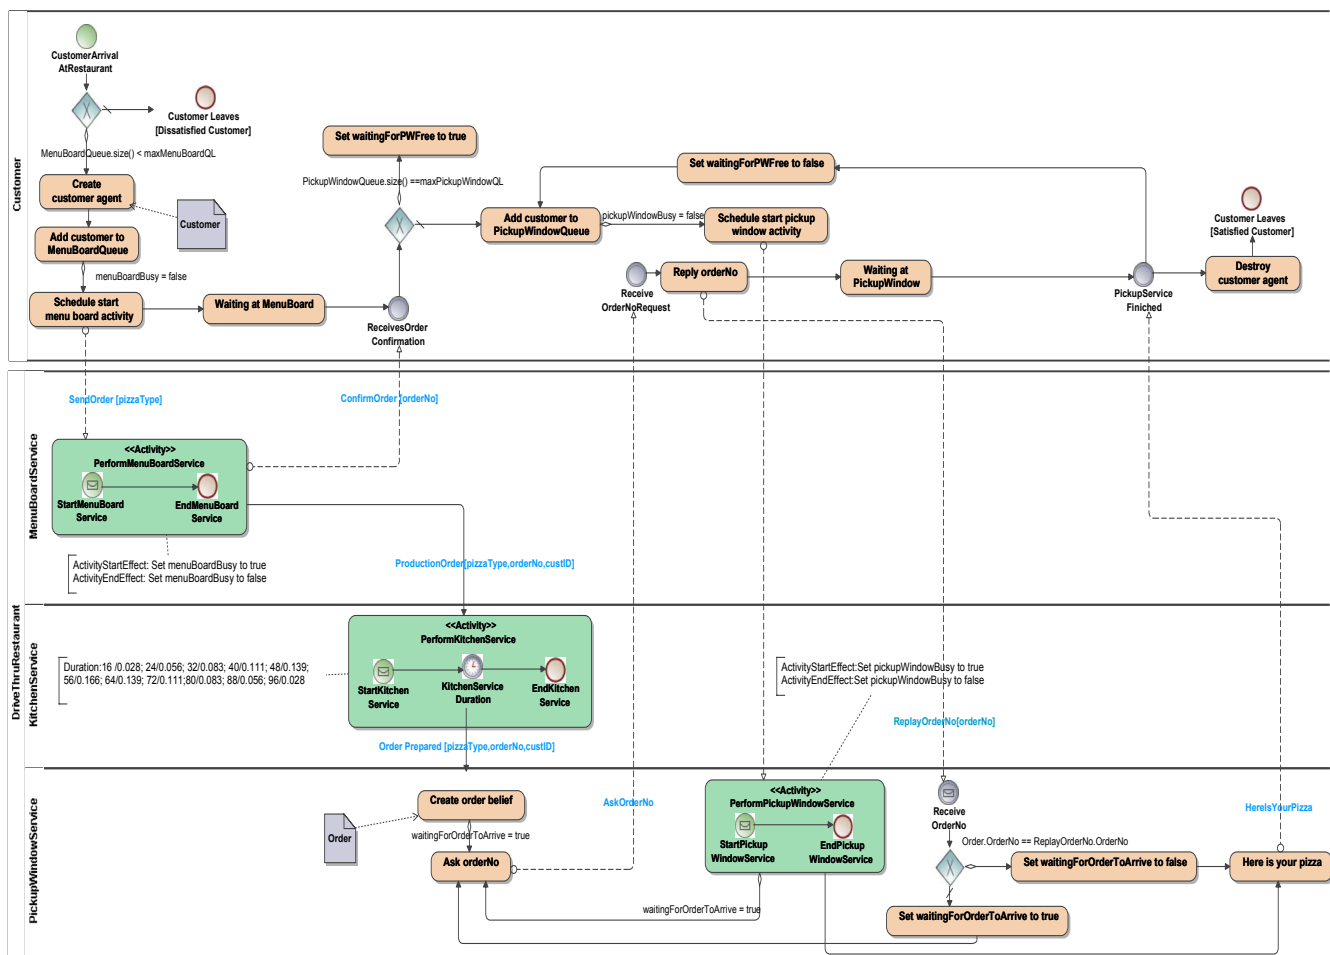 Customer
CustomerArrival
AtRestaurant
Customer Leaves
[Dissatisfied Customer]
MenuBoardQueue.size() < maxMenuBoardQL
Create
customer agent
Customer
Add customer to
MenuBoardQueue
menuBoardBusy = false
Schedule start
menu board activity
Waiting at MenuBoard
ReceivesOrder
Confirmation
Set waitingForPWFree to true
PickupWindowQueue.size() ==maxPickupWindowQL
Set waitingForPWFree to false
Add customer to
PickupWindowQueue
pickupWindowBusy = false
Schedule start pickup
window activity
Customer Leaves
[Satisfied Customer]
Receive
OrderNoRequest
Reply orderNo
Waiting at
PickupWindow
PickupService
Finiched
Destroy
customer agent
DriveThruRestaurant
MenuBoardService
SendOrder [pizzaType]
ConfirmOrder [orderNo]
<<Activity>>
PerformMenuBoardService
StartMenuBoard
Service
EndMenuBoard
Service
ActivityStartEffect: Set menuBoardBusy to true
ActivityEndEffect: Set menuBoardBusy to false
ProductionOrder[pizzaType,orderNo,custID]
KitchenService
Duration:16 /0.028; 24/0.056; 32/0.083; 40/0.111; 48/0.139;
56/0.166; 64/0.139; 72/0.111;80/0.083; 88/0.056; 96/0.028
<<Activity>>
PerformKitchenService
StartKitchen
Service
KitchenService
Duration
EndKitchen
Service
Order Prepared [pizzaType,orderNo,custID]
ActivityStartEffect:Set pickupWindowBusy to true
ActivityEndEffect:Set pickupWindowBusy to false
ReplayOrderNo[orderNo]
PickupWindowService
Create order belief
Order
waitingForOrderToArrive = true
Ask orderNo
AskOrderNo
<<Activity>>
PerformPickupWindowService
StartPickup
WindowService
EndPickup
WindowService
waitingForOrderToArrive = true
Receive
OrderNo
Order.OrderNo == ReplayOrderNo.OrderNo
Set waitingForOrderToArrive to false
Set waitingForOrderToArrive to true
HereIsYourPizza
Here is your pizza